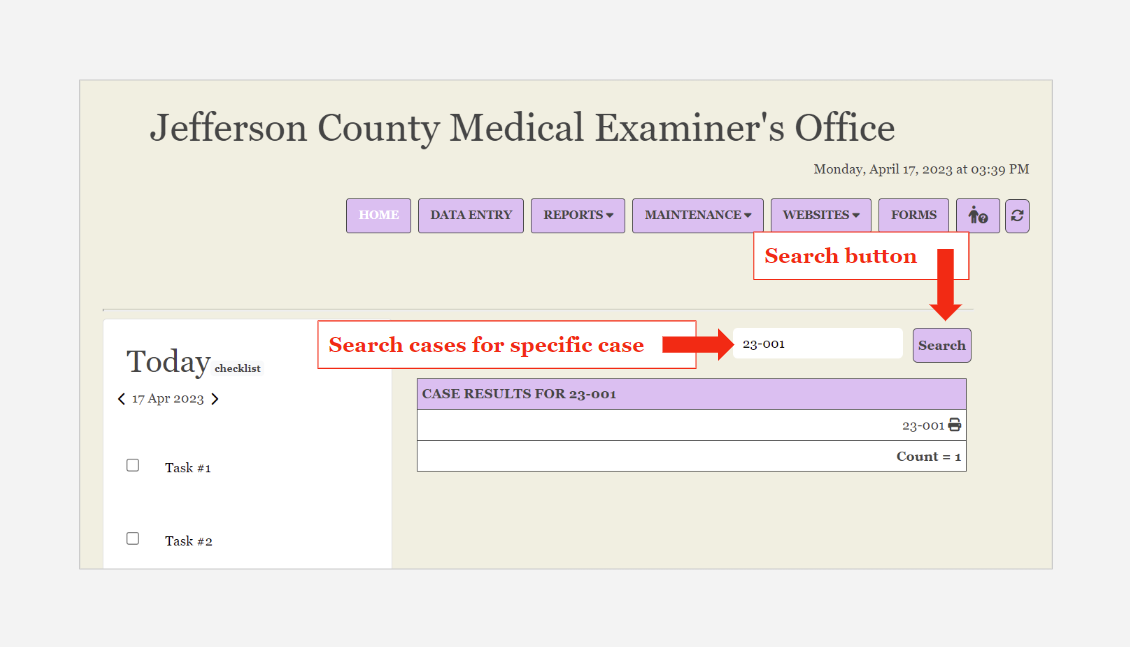 Jefferson County Medical Examiner's Office
Monday, April 17, 2023 at 03:39 PM
HOME DATA ENTRY REPORTS MAINTENANCE WEBSITES FORMS
Search button
Search cases for specific case
23-001
Search
Today checklist
17 Apr 2023
Task #1
Task #2
CASE RESULTS FOR 23-001
23-001
Count = 1